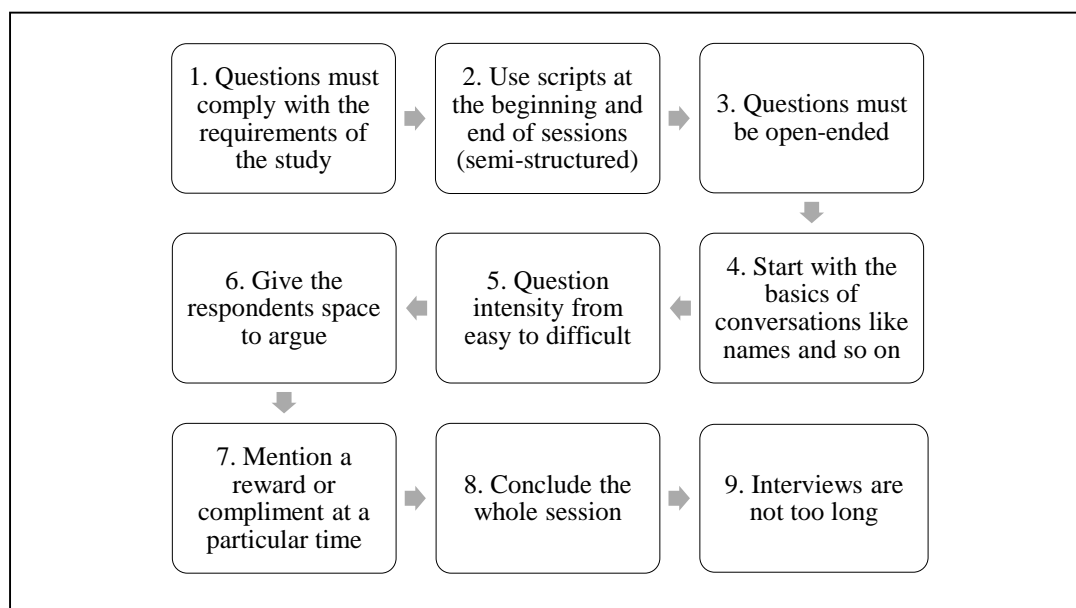 1. Questions must
comply with the
requirements of
the study
2. Use scripts at
the beginning and
end of sessions
(semi-structured)
3. Questions must
be open-ended
4. Start with the
basics of
conversations like
names and so on
5. Question
intensity from
easy to difficult
6. Give the
respondents space
to argue
7. Mention a
reward or
compliment at a
particular time
8. Conclude the
whole session
9. Interviews are
not too long